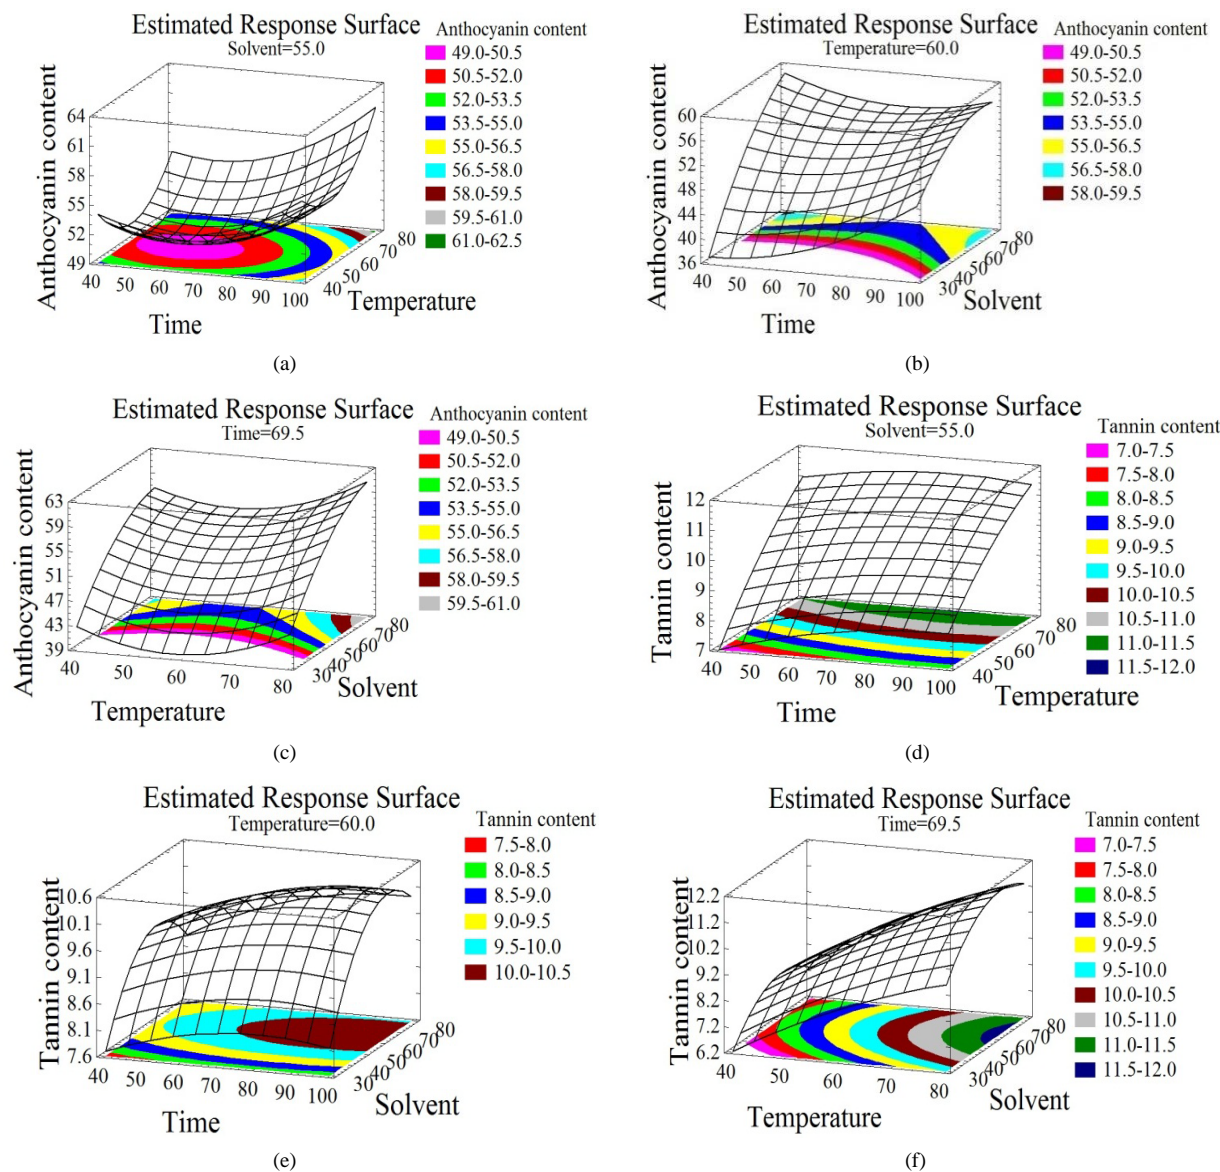 Estimated Response Surface
Solvent=55.0
Anthocyanin content
49.0-50.5
50.5-52.0
52.0-53.5
53.5-55.0
55.0-56.5
56.5-58.0
58.0-59.5
59.5-61.0
61.0-62.5
Anthocyanin content
64
61
58
55
52
49
40 50 60 70 80 90 100
Time
40 50 60 70 80
Temperature
(a)
Estimated Response Surface
Temperature=60.0
Anthocyanin content
49.0-50.5
50.5-52.0
52.0-53.5
53.5-55.0
55.0-56.5
56.5-58.0
58.0-59.5
Anthocyanin content
60
56
52
48
44
40
36
40 50 60 70 80 90 100
Time
30 40 50 60 70 80
Solvent
(b)
Estimated Response Surface
Time=69.5
Anthocyanin content
49.0-50.5
50.5-52.0
52.0-53.5
53.5-55.0
55.0-56.5
56.5-58.0
58.0-59.5
59.5-61.0
Anthocyanin content
63
59
55
51
47
43
39
40 50 60 70 80
Temperature
30 40 50 60 70 80
Solvent
(c)
Estimated Response Surface
Solvent=55.0
Tannin content
7.0-7.5
7.5-8.0
8.0-8.5
8.5-9.0
9.0-9.5
9.5-10.0
10.0-10.5
10.5-11.0
11.0-11.5
11.5-12.0
Tannin content
12
11
10
9
8
7
40 50 60 70 80 90 100
Time
40 50 60 70 80
Temperature
(d)
Estimated Response Surface
Temperature=60.0
Tannin content
7.5-8.0
8.0-8.5
8.5-9.0
9.0-9.5
9.5-10.0
10.0-10.5
Tannin content
10.6
10.1
9.6
9.1
8.6
8.1
7.6
40 50 60 70 80 90 100
Time
30 40 50 60 70 80
Solvent
(e)
Estimated Response Surface
Time=69.5
Tannin content
7.0-7.5
7.5-8.0
8.0-8.5
8.5-9.0
9.0-9.5
9.5-10.0
10.0-10.5
10.5-11.0
11.0-11.5
11.5-12.0
Tannin content
12.2
11.2
10.2
9.2
8.2
7.2
6.2
40 50 60 70 80
Temperature
30 40 50 60 70 80
Solvent
(f)